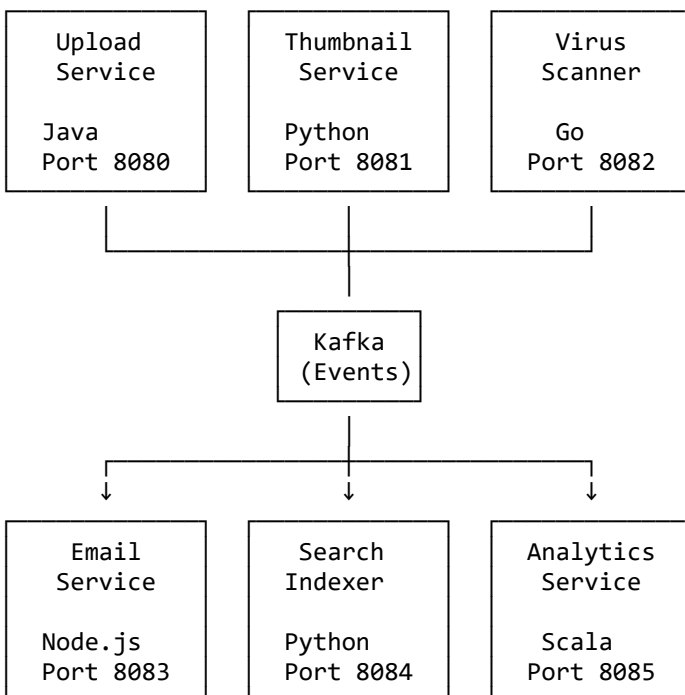 Upload Service
Java
Port 8080
Thumbnail Service
Python
Port 8081
Virus Scanner
Go
Port 8082
Kafka
(Events)
Email Service
Node.js
Port 8083
Search Indexer
Python
Port 8084
Analytics Service
Scala
Port 8085